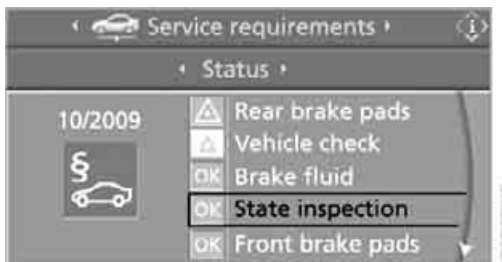 Service requirements
i
Status
10/2009
§
Rear brake pads
Vehicle check
OK Brake fluid
OK State inspection
OK Front brake pads